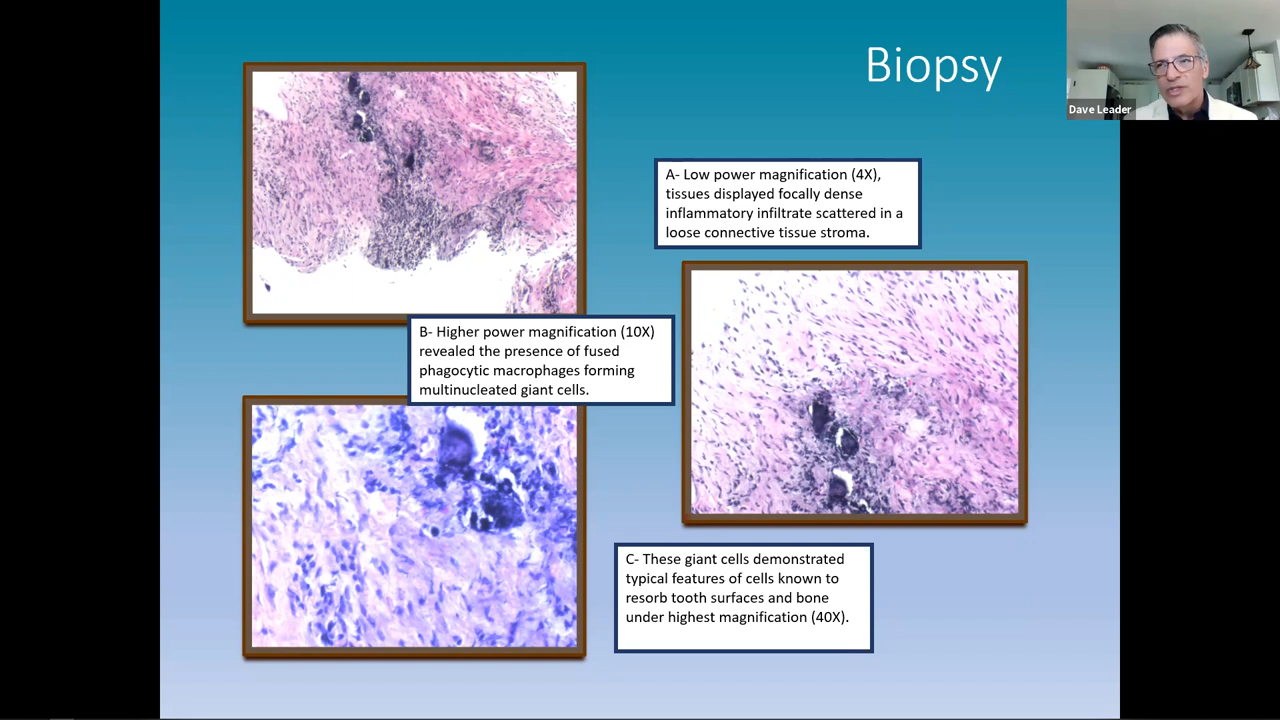 Biopsy
Dave Leader
A- Low power magnification (4X),
tissues displayed focally dense
inflammatory infiltrate scattered in a
loose connective tissue stroma.
B- Higher power magnification (10X)
revealed the presence of fused
phagocytic macrophages forming
multinucleated giant cells.
C- These giant cells demonstrated
typical features of cells known to
resorb tooth surfaces and bone
under highest magnification (40X).